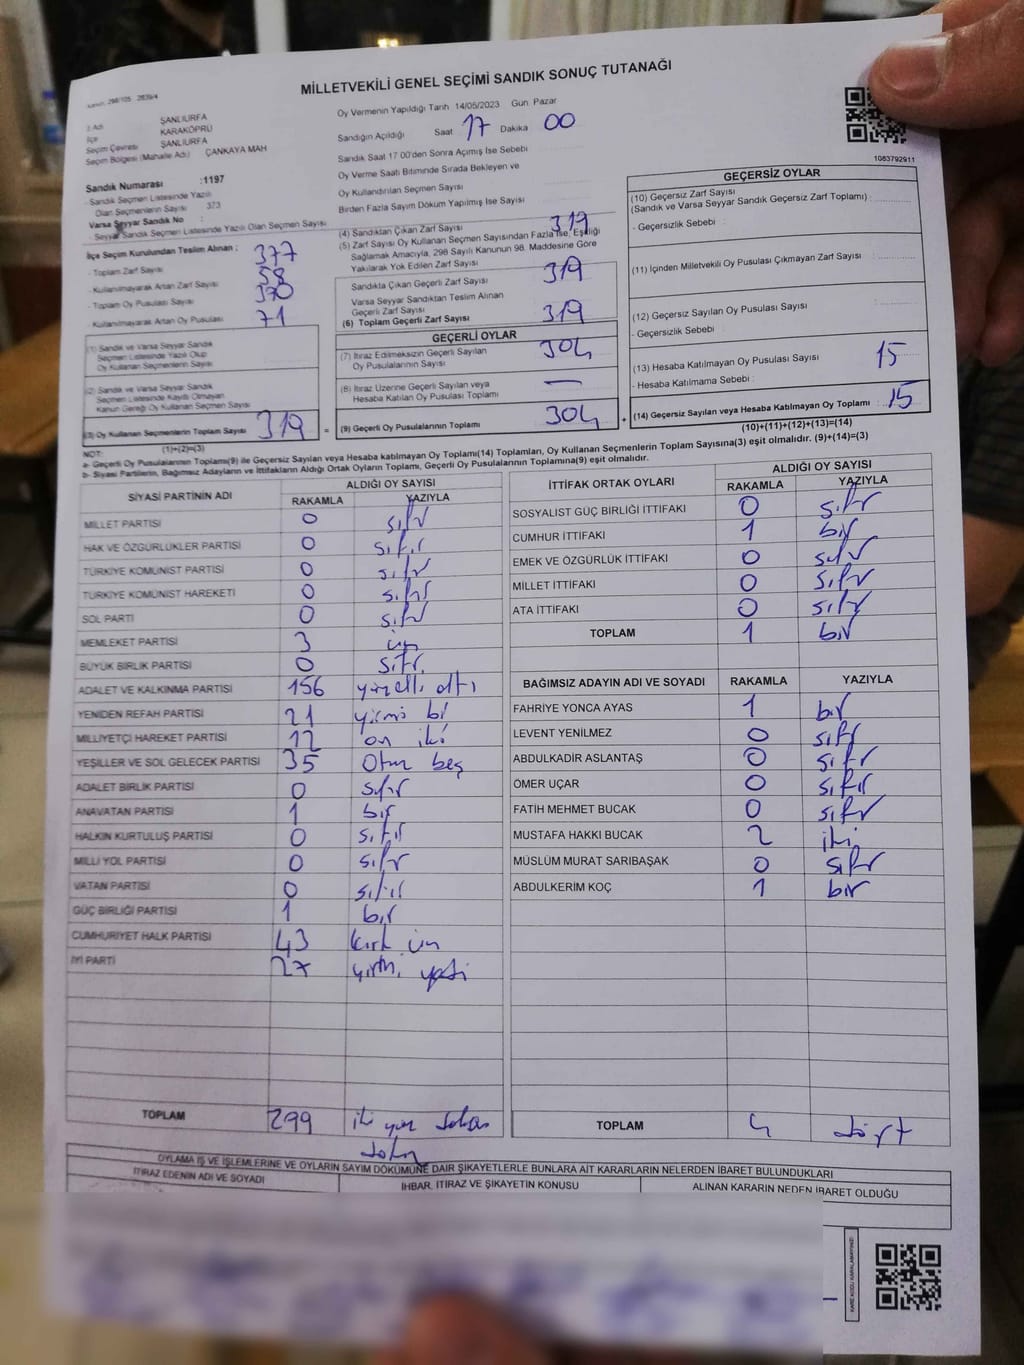 MİLLETVEKİLİ GENEL SEÇİMİ SANDIK SONUÇ TUTANAĞI
İl Adı ŞANLIURFA
İlçe KARAKÖPRÜ
Seçim Çevresi ŞANLIURFA
Seçim Bölgesi (Mahalle Adı) ÇANKAYA MAH
Sandık Numarası :1197
- Sandık Seçmen Listesinde Yazılı
Olan Seçmenlerin Sayısı 373
Varsa Seyyar Sandık No :
- Seyyar Sandık Seçmen Listesinde Yazılı Olan Seçmen Sayısı
İlçe Seçim Kurulundan Teslim Alınan :
- Toplam Zarf Sayısı 377
- Kullanılmayarak Artan Zarf Sayısı 58
- Toplam Oy Pusulası Sayısı 370
- Kullanılmayarak Artan Oy Pusulası 71
(1) Sandık ve Varsa Seyyar Sandık
Seçmen Listesinde Yazılı Olup
Oy Kullanan Seçmenlerin Sayısı
(2) Sandık ve Varsa Seyyar Sandık
Seçmen Listesinde Kaydı Olmayan
Kanun Gereği Oy Kullanan Seçmen Sayısı
(3) Oy Kullanan Seçmenlerin Toplam Sayısı 319
(1)+(2)=(3)
Oy Vermenin Yapıldığı Tarih 14/05/2023 Gün Pazar
Sandığın Açıldığı Saat 17 Dakika 00
Sandık Saat 17:00'den Sonra Açılmış İse Sebebi
Oy Verme Saati Bitiminde Sırada Bekleyen ve
Oy Kullandırılan Seçmen Sayısı
Birden Fazla Sayım Döküm Yapılmış İse Sayısı
(4) Sandıktan Çıkan Zarf Sayısı 319
(5) Zarf Sayısı Oy Kullanan Seçmen Sayısından Fazla İse, Eşitliği
Sağlamak Amacıyla, 298 Sayılı Kanunun 98. Maddesine Göre
Yakılarak Yok Edilen Zarf Sayısı
Sandıkta Çıkan Geçerli Zarf Sayısı 319
Varsa Seyyar Sandıktan Teslim Alınan
Geçerli Zarf Sayısı
(6) Toplam Geçerli Zarf Sayısı 319
GEÇERLİ OYLAR
(7) İtiraz Edilmeksizin Geçerli Sayılan
Oy Pusulalarının Sayısı 304
(8) İtiraz Üzerine Geçerli Sayılan veya
Hesaba Katılan Oy Pusulası Toplamı —
= (9) Geçerli Oy Pusulalarının Toplamı 304 +
1083792911
GEÇERSİZ OYLAR
(10) Geçersiz Zarf Sayısı
(Sandık ve Varsa Seyyar Sandık Geçersiz Zarf Toplamı) :
- Geçersizlik Sebebi :
(11) İçinden Milletvekili Oy Pusulası Çıkmayan Zarf Sayısı :
(12) Geçersiz Sayılan Oy Pusulası Sayısı :
- Geçersizlik Sebebi :
(13) Hesaba Katılmayan Oy Pusulası Sayısı : 15
- Hesaba Katılmama Sebebi :
(14) Geçersiz Sayılan veya Hesaba Katılmayan Oy Toplamı : 15
(10)+(11)+(12)+(13)=(14)
NOT:
a- Geçerli Oy Pusulalarının Toplamı(9) ile Geçersiz Sayılan veya Hesaba katılmayan Oy Toplamı(14) Toplamları, Oy Kullanan Seçmenlerin Toplam Sayısına(3) eşit olmalıdır. (9)+(14)=(3)
b- Siyasi Partilerin, Bağımsız Adayların ve İttifakların Aldığı Ortak Oyların Toplamı, Geçerli Oy Pusulalarının Toplamına(9) eşit olmalıdır.
SİYASİ PARTİNİN ADI ALDIĞI OY SAYISI
RAKAMLA YAZIYLA
MİLLET PARTİSİ 0 sıfır
HAK VE ÖZGÜRLÜKLER PARTİSİ 0 sıfır
TÜRKİYE KOMÜNİST PARTİSİ 0 sıfır
TÜRKİYE KOMÜNİST HAREKETİ 0 sıfır
SOL PARTİ 0 sıfır
MEMLEKET PARTİSİ 3 üç
BÜYÜK BİRLİK PARTİSİ 0 sıfır
ADALET VE KALKINMA PARTİSİ 156 yüzelli altı
YENİDEN REFAH PARTİSİ 21 yirmi bir
MİLLİYETÇİ HAREKET PARTİSİ 12 on iki
YEŞİLLER VE SOL GELECEK PARTİSİ 35 Otuz beş
ADALET BİRLİK PARTİSİ 0 sıfır
ANAVATAN PARTİSİ 1 bir
HALKIN KURTULUŞ PARTİSİ 0 sıfır
MİLLİ YOL PARTİSİ 0 sıfır
VATAN PARTİSİ 0 sıfır
GÜÇ BİRLİĞİ PARTİSİ 1 bir
CUMHURİYET HALK PARTİSİ 43 kırk üç
İYİ PARTİ 27 yirmi yedi
TOPLAM 299 iki yüz doksan
dokuz
İTTİFAK ORTAK OYLARI ALDIĞI OY SAYISI
RAKAMLA YAZIYLA
SOSYALİST GÜÇ BİRLİĞİ İTTİFAKI 0 sıfır
CUMHUR İTTİFAKI 1 bir
EMEK VE ÖZGÜRLÜK İTTİFAKI 0 sıfır
MİLLET İTTİFAKI 0 sıfır
ATA İTTİFAKI 0 sıfır
TOPLAM 1 bir
BAĞIMSIZ ADAYIN ADI VE SOYADI RAKAMLA YAZIYLA
FAHRİYE YONCA AYAS 1 bir
LEVENT YENİLMEZ 0 sıfır
ABDULKADİR ASLANTAŞ 0 sıfır
ÖMER UÇAR 0 sıfır
FATİH MEHMET BUCAK 0 sıfır
MUSTAFA HAKKI BUCAK 2 iki
MÜSLÜM MURAT SARIBAŞAK 0 sıfır
ABDULKERİM KOÇ 1 bir
TOPLAM 4 dört
OYLAMA İŞ VE İŞLEMLERİNE VE OYLARIN SAYIM DÖKÜMÜNE DAİR ŞİKAYETLERLE BUNLARA AİT KARARLARIN NELERDEN İBARET BULUNDUKLARI
İTİRAZ EDENİN ADI VE SOYADI İHBAR, İTİRAZ VE ŞİKAYETİN KONUSU ALINAN KARARIN NEDEN İBARET OLDUĞU
KARE KODU KARALAMAYINIZ!